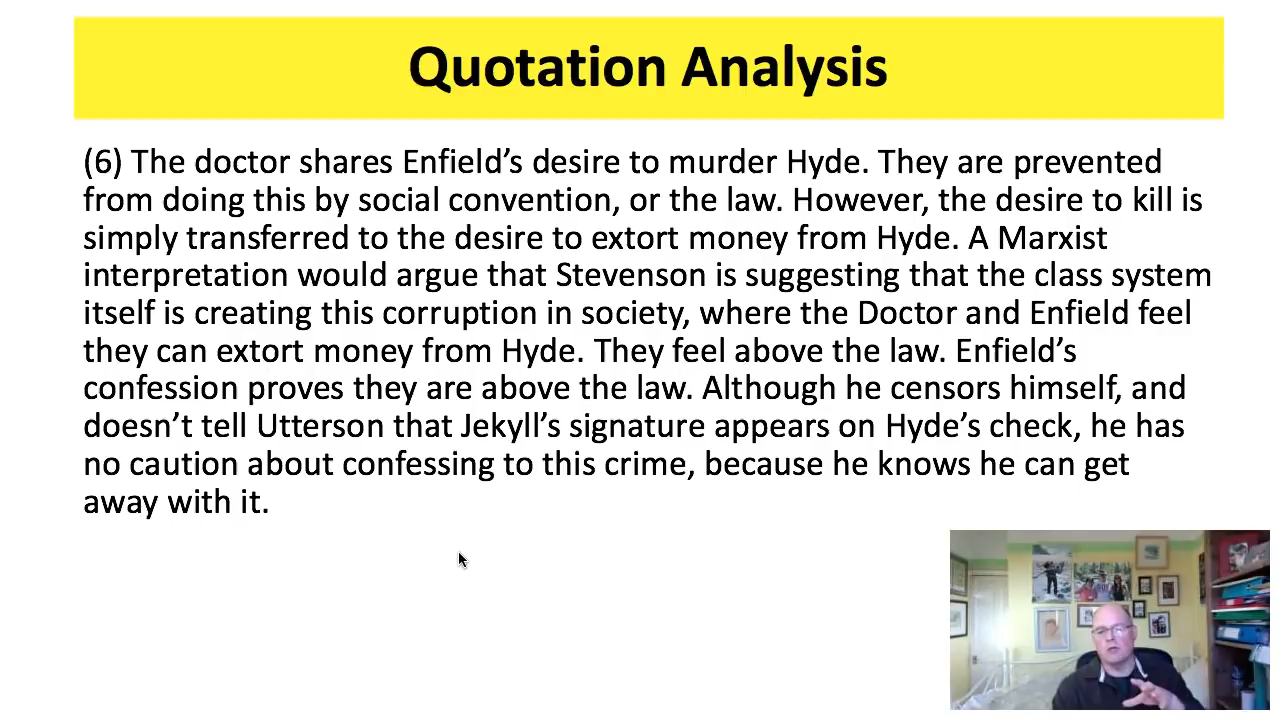 Quotation Analysis
(6) The doctor shares Enfield’s desire to murder Hyde. They are prevented
from doing this by social convention, or the law. However, the desire to kill is
simply transferred to the desire to extort money from Hyde. A Marxist
interpretation would argue that Stevenson is suggesting that the class system
itself is creating this corruption in society, where the Doctor and Enfield feel
they can extort money from Hyde. They feel above the law. Enfield’s
confession proves they are above the law. Although he censors himself, and
doesn’t tell Utterson that Jekyll’s signature appears on Hyde’s check, he has
no caution about confessing to this crime, because he knows he can get
away with it.